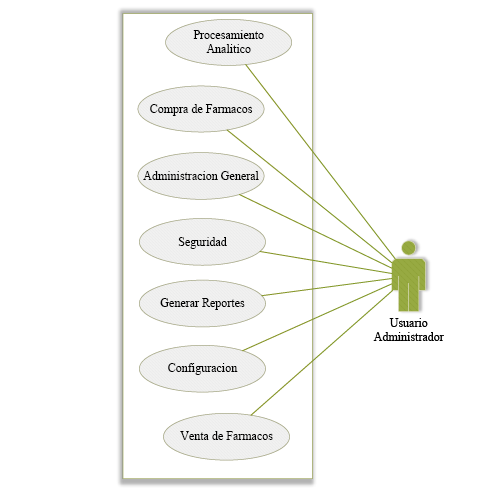 Procesamiento
Analitico
Compra de Farmacos
Administracion General
Seguridad
Generar Reportes
Configuracion
Venta de Farmacos
Usuario
Administrador